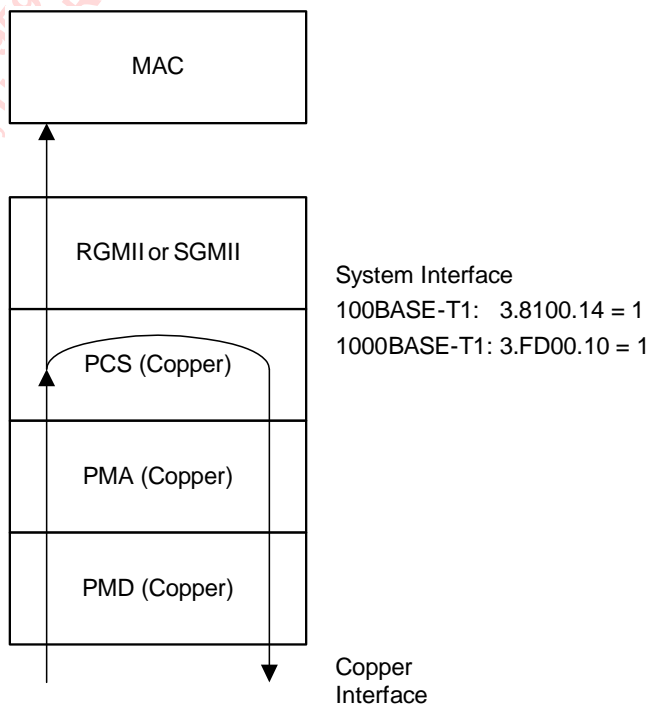 MAC
RGMII or SGMII
System Interface
100BASE-T1: 3.8100.14 = 1
1000BASE-T1: 3.FD00.10 = 1
PCS (Copper)
PMA (Copper)
PMD (Copper)
Copper
Interface